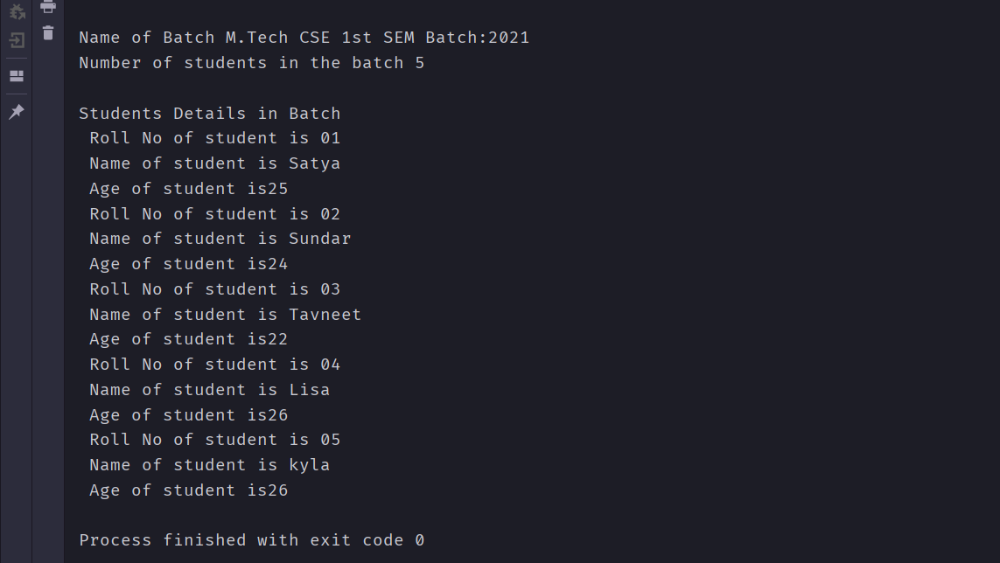 Name of Batch M.Tech CSE 1st SEM Batch:2021
Number of students in the batch 5
Students Details in Batch
Roll No of student is 01
Name of student is Satya
Age of student is25
Roll No of student is 02
Name of student is Sundar
Age of student is24
Roll No of student is 03
Name of student is Tavneet
Age of student is22
Roll No of student is 04
Name of student is Lisa
Age of student is26
Roll No of student is 05
Name of student is kyla
Age of student is26
Process finished with exit code 0